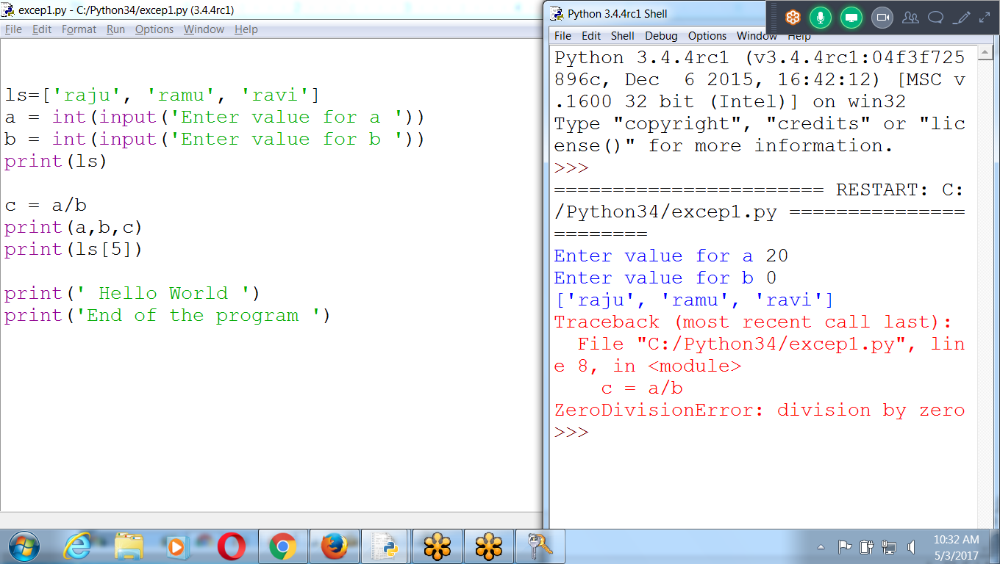 excep1.py - C:/Python34/excep1.py (3.4.4rc1)
File Edit Format Run Options Window Help
ls=['raju', 'ramu', 'ravi']
a = int(input('Enter value for a '))
b = int(input('Enter value for b '))
print(ls)
c = a/b
print(a,b,c)
print(ls[5])
print(' Hello World ')
print('End of the program ')
Python 3.4.4rc1 Shell
File Edit Shell Debug Options Window Help
Python 3.4.4rc1 (v3.4.4rc1:04f3f725
896c, Dec  6 2015, 16:42:12) [MSC v
.1600 32 bit (Intel)] on win32
Type "copyright", "credits" or "lic
ense()" for more information.
>>>
======================= RESTART: C:
/Python34/excep1.py ===============
========
Enter value for a 20
Enter value for b 0
['raju', 'ramu', 'ravi']
Traceback (most recent call last):
  File "C:/Python34/excep1.py", lin
e 8, in <module>
    c = a/b
ZeroDivisionError: division by zero
>>>
10:32 AM
5/3/2017